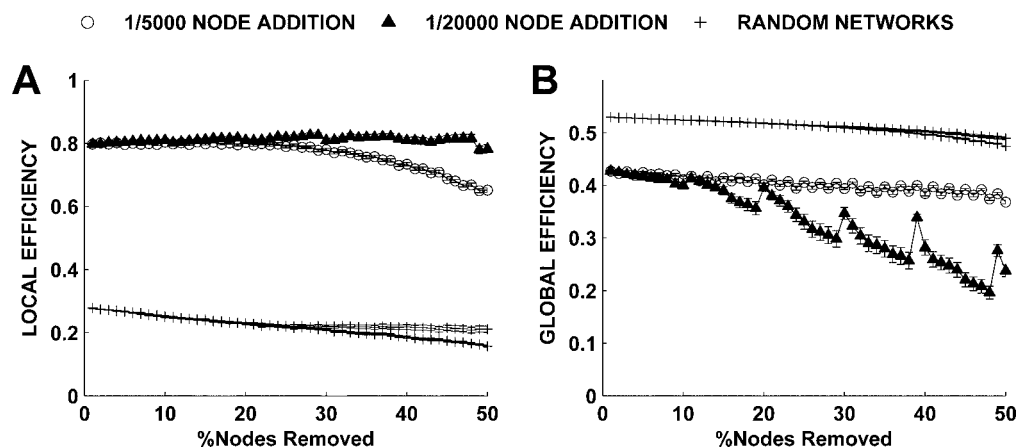 1/5000 NODE ADDITION 1/20000 NODE ADDITION RANDOM NETWORKS
A
B
LOCAL EFFICIENCY
1
0.8
0.6
0.4
0.2
0
0 10 20 30 40 50
%Nodes Removed
GLOBAL EFFICIENCY
0.5
0.4
0.3
0.2
0.1
0
0 10 20 30 40 50
%Nodes Removed